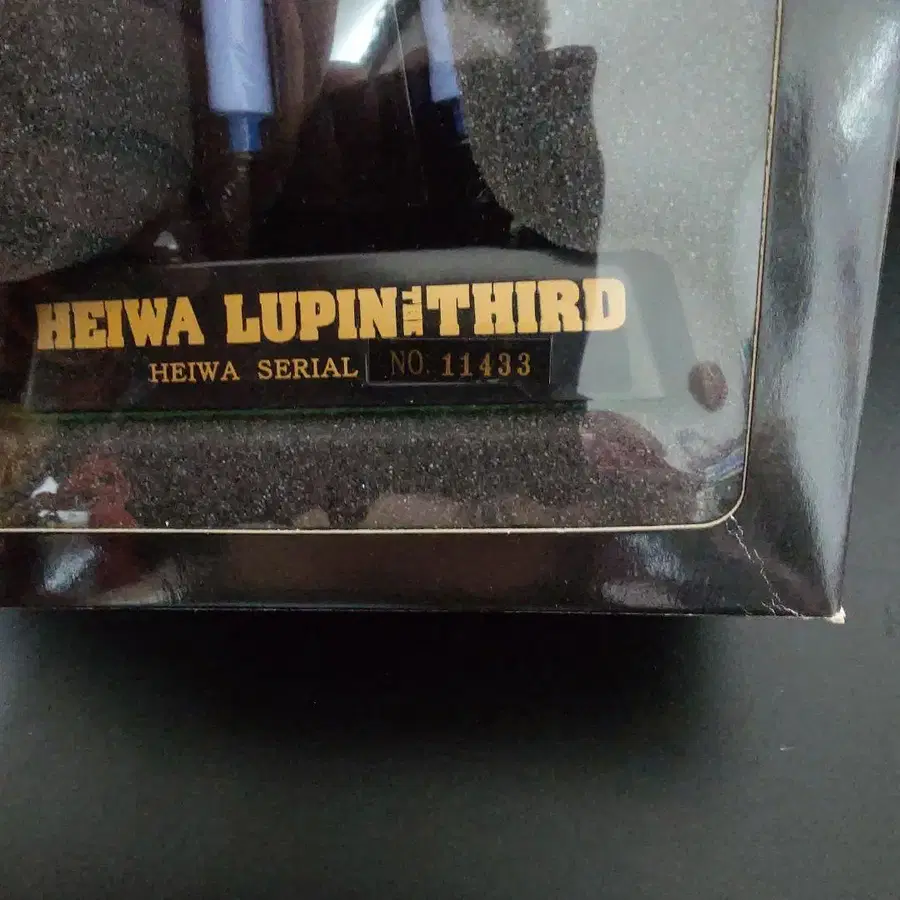 HEIWA LUPIN THE THIRD
HEIWA SERIAL NO. 11433